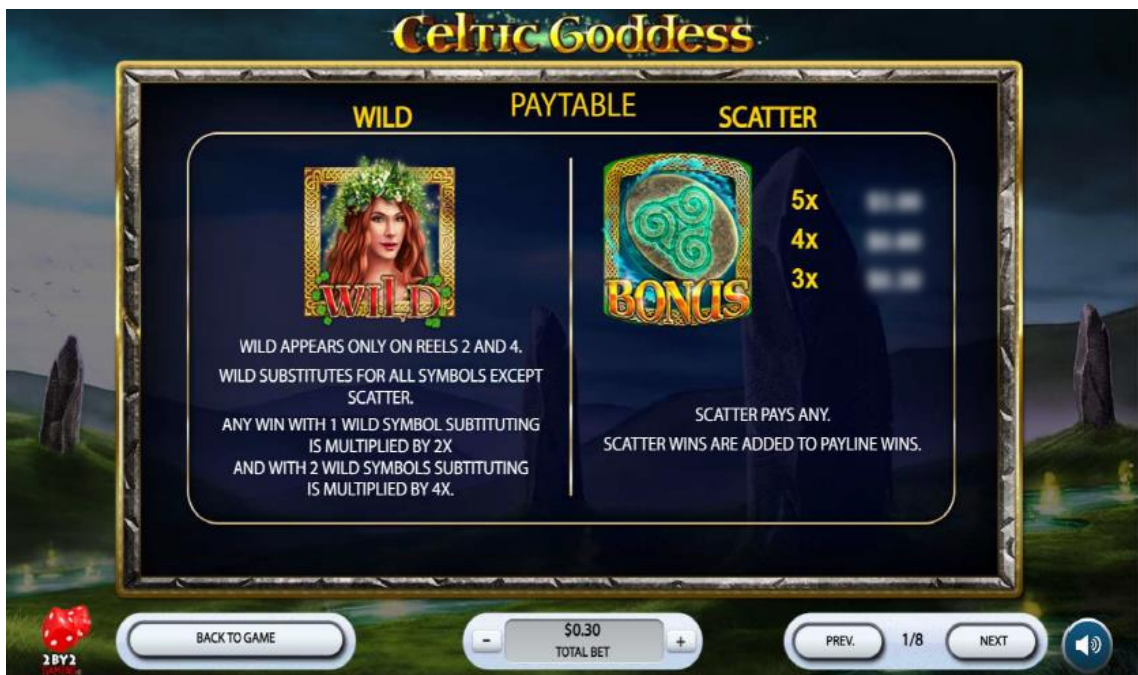 Celtic Goddess
PAYTABLE
WILD
SCATTER
WILD
BONUS
5x
4x
3x
WILD APPEARS ONLY ON REELS 2 AND 4.
WILD SUBSTITUTES FOR ALL SYMBOLS EXCEPT
SCATTER.
ANY WIN WITH 1 WILD SYMBOL SUBTITUTING
IS MULTIPLIED BY 2X
AND WITH 2 WILD SYMBOLS SUBTITUTING
IS MULTIPLIED BY 4X.
SCATTER PAYS ANY.
SCATTER WINS ARE ADDED TO PAYLINE WINS.
2BY2
GAMING
BACK TO GAME
-
$0.30
TOTAL BET
+
PREV.
1/8
NEXT